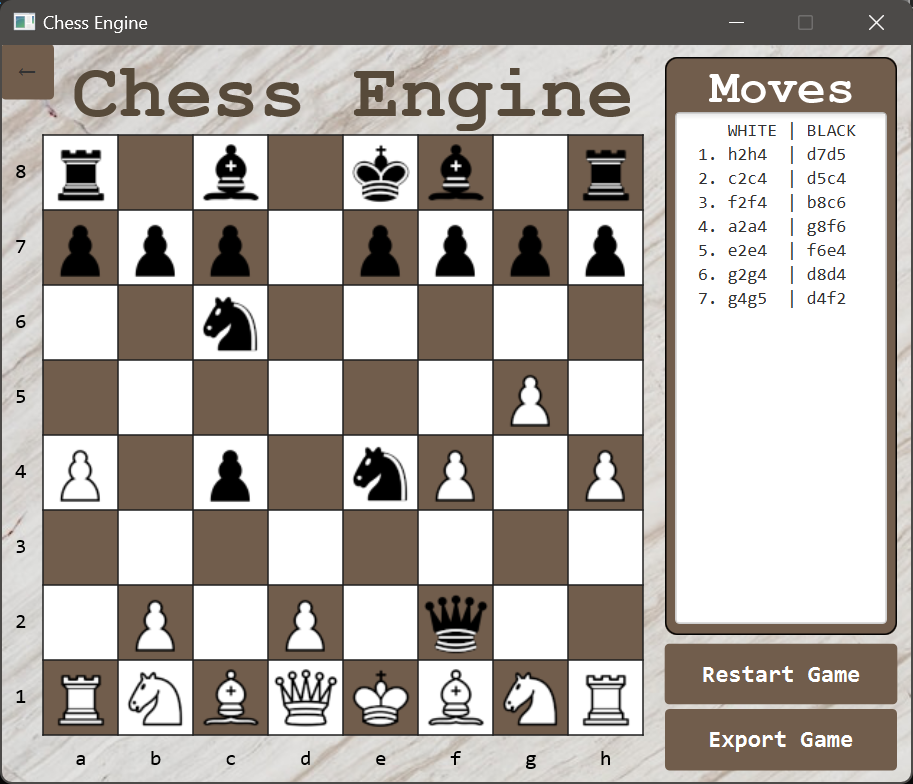 Chess Engine
←
Chess Engine
Moves
WHITE | BLACK
1. h2h4 | d7d5
2. c2c4 | d5c4
3. f2f4 | b8c6
4. a2a4 | g8f6
5. e2e4 | f6e4
6. g2g4 | d8d4
7. g4g5 | d4f2
8
7
6
5
4
3
2
1
a b c d e f g h
Restart Game
Export Game